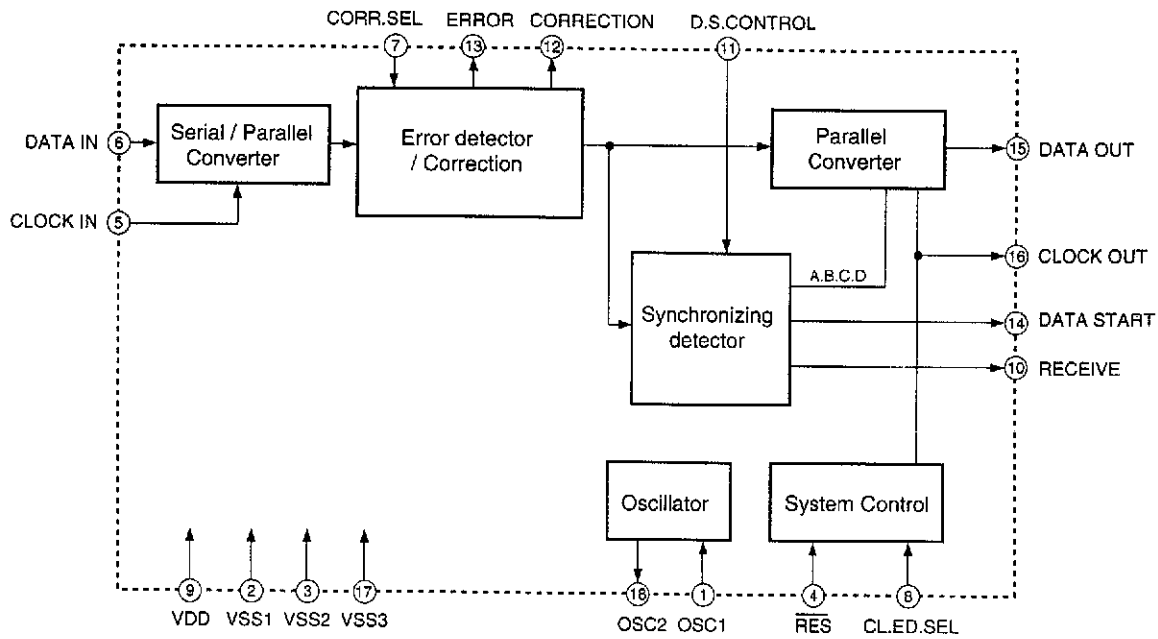 CORR.SEL ERROR CORRECTION D.S.CONTROL
7 13 12 11
DATA IN 6
Serial / Parallel
Converter
Error detector
/ Correction
Parallel
Converter
15 DATA OUT
CLOCK IN 5
16 CLOCK OUT
A.B.C.D
Synchronizing
detector
14 DATA START
10 RECEIVE
Oscillator
System Control
9 2 3 17 18 1 4 8
VDD VSS1 VSS2 VSS3 OSC2 OSC1 RES CL.ED.SEL